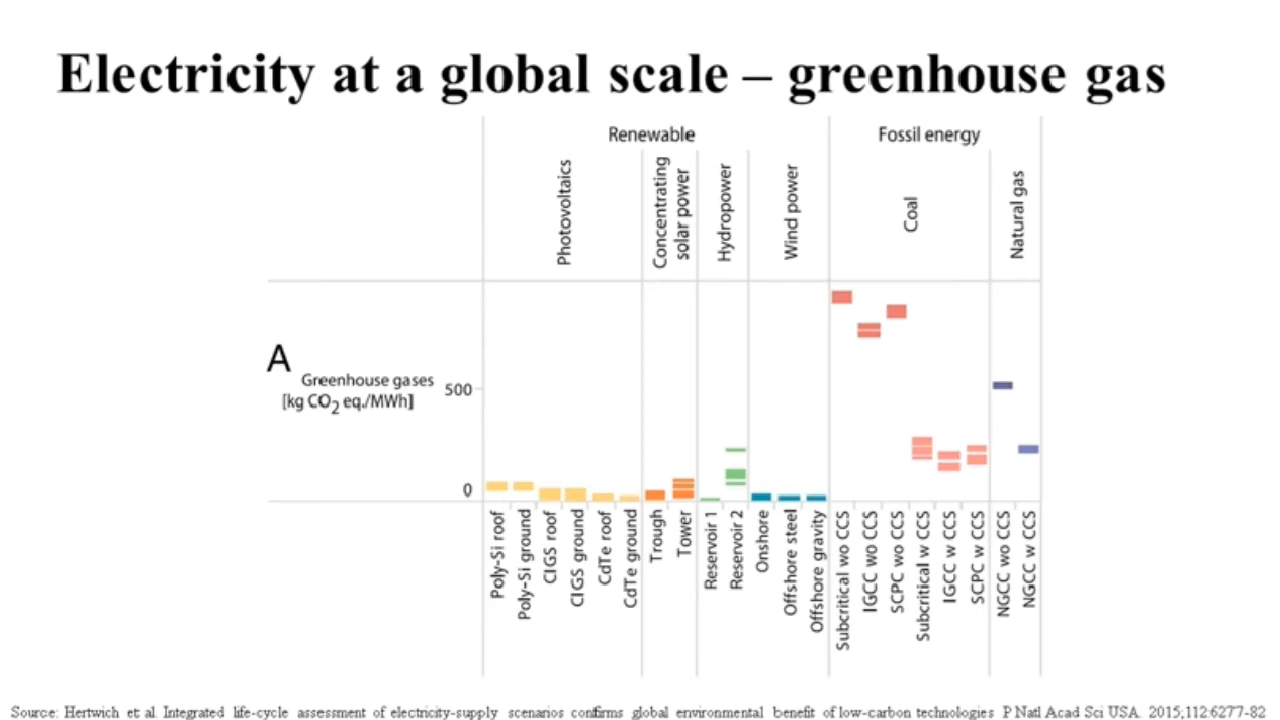 Electricity at a global scale – greenhouse gas
Renewable
Fossil energy
Photovoltaics
Concentrating
solar power
Hydropower
Wind power
Coal
Natural gas
A
Greenhouse gases
[kg CO2 eq./MWh]
500
0
Poly-Si roof
Poly-Si ground
CIGS roof
CIGS ground
CdTe roof
CdTe ground
Trough
Tower
Reservoir 1
Reservoir 2
Onshore
Offshore steel
Offshore gravity
Subcritical wo CCS
IGCC wo CCS
SCPC wo CCS
Subcritical w CCS
IGCC w CCS
SCPC w CCS
NGCC wo CCS
NGCC w CCS
Source: Hertwich et al. Integrated life-cycle assessment of electricity-supply scenarios confirms global environmental benefit of low-carbon technologies P Natl Acad Sci USA. 2015;112:6277-82